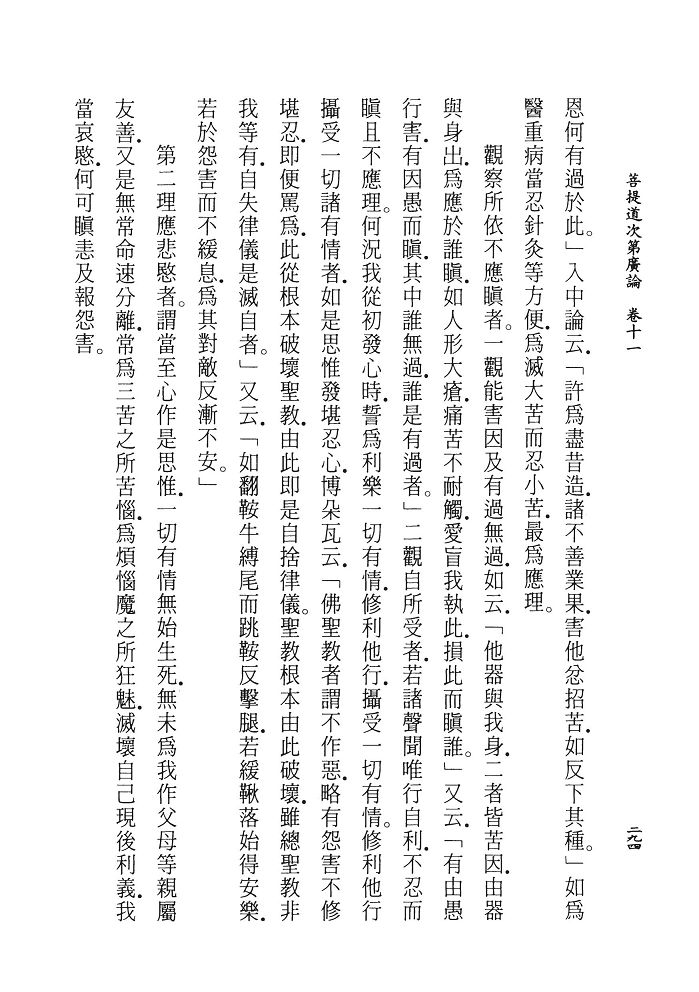 菩提道次第廣論 卷十一
二九四
恩何有過於此。」入中論云.「許為盡昔造.諸不善業果.害他忿招苦.如反下其種。」如為
醫重病當忍針灸等方便.為滅大苦而忍小苦.最為應理。
觀察所依不應瞋者。一觀能害因及有過無過.如云.「他器與我身.二者皆苦因.由器
與身出.為應於誰瞋.如人形大瘡.痛苦不耐觸.愛盲我執此.損此而瞋誰。」又云.「有由愚
行害.有因愚而瞋.其中誰無過.誰是有過者。」二觀自所受者.若諸聲聞唯行自利.不忍而
瞋且不應理。何況我從初發心時.誓為利樂一切有情.修利他行.攝受一切有情。修利他行
攝受一切諸有情者.如是思惟發堪忍心.博朵瓦云.「佛聖教者謂不作惡.略有怨害不修
堪忍.即便罵為.此從根本破壞聖教.由此即是自捨律儀。聖教根本由此破壞.雖總聖教非
我等有.自失律儀是滅自者。」又云.「如翻鞍牛縛尾而跳鞍反擊腿.若緩鞦落始得安樂.
若於怨害而不緩息.為其對敵反漸不安。」
第二理應悲愍者。謂當至心作是思惟.一切有情無始生死.無未為我作父母等親屬
友善.又是無常命速分離.常為三苦之所苦惱.為煩惱魔之所狂魅.滅壞自己現後利義.我
當哀愍.何可瞋恚及報怨害。